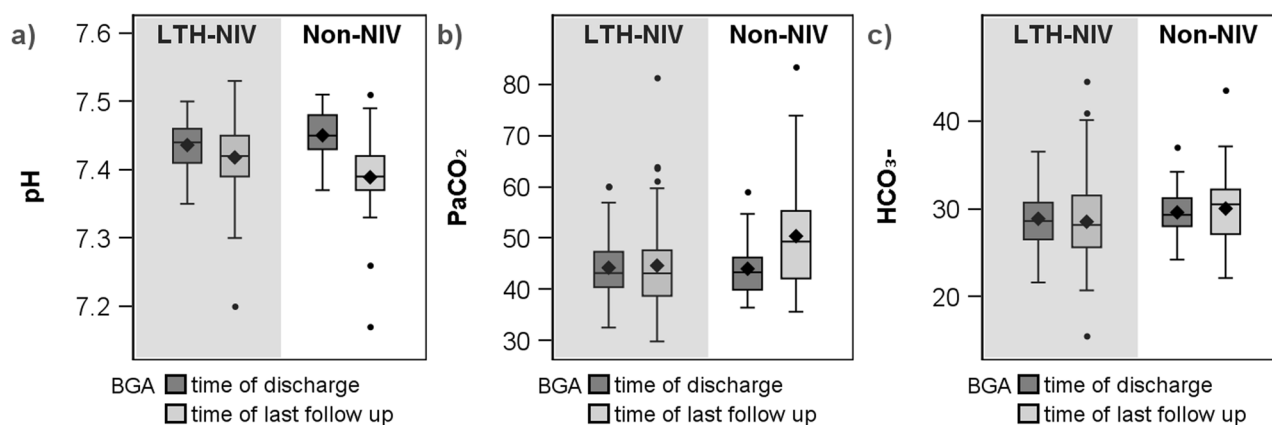 a)
LTH-NIV Non-NIV
pH
7.6
7.5
7.4
7.3
7.2
BGA time of discharge
time of last follow up
b)
LTH-NIV Non-NIV
PaCO₂
80
70
60
50
40
30
BGA time of discharge
time of last follow up
c)
LTH-NIV Non-NIV
HCO₃-
40
30
20
BGA time of discharge
time of last follow up